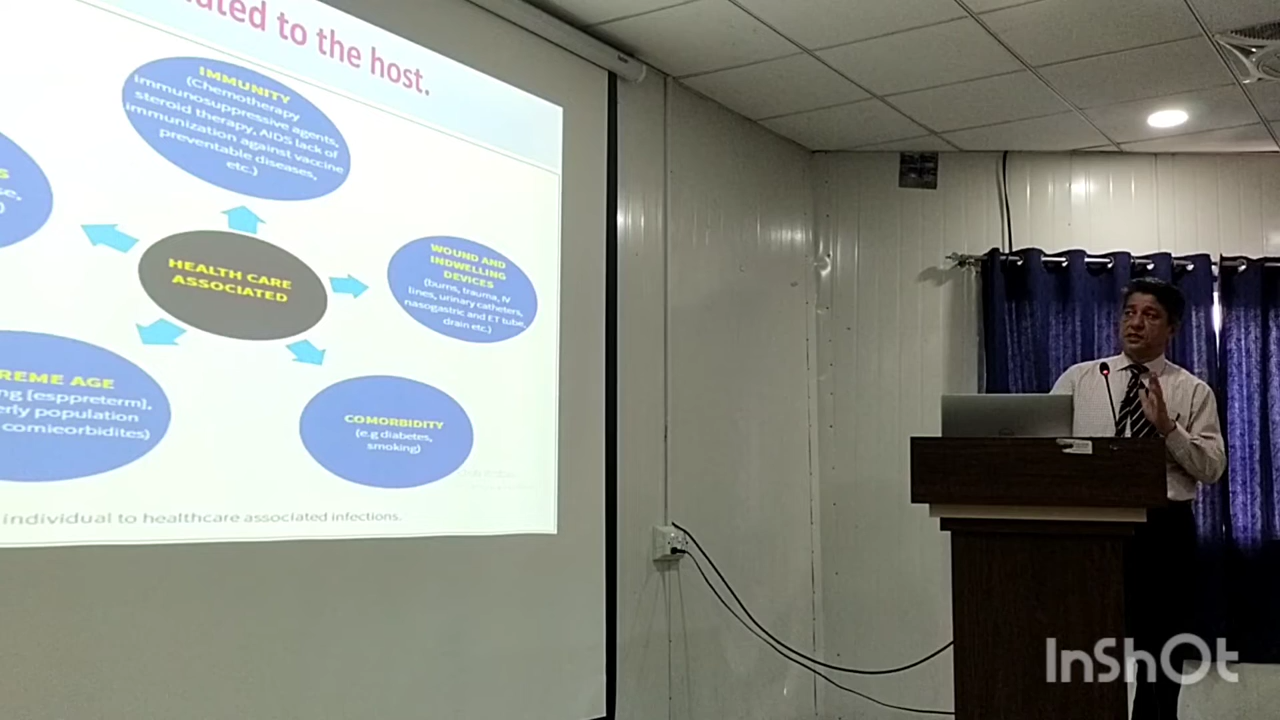 ated to the host.
IMMUNITY
(Chemotherapy
immunosuppressive agents,
steroid therapy, AIDS lack of
immunization against vaccine
preventable diseases,
etc.)
S
se,
)
HEALTH CARE
ASSOCIATED
WOUND AND
INDWELLING
DEVICES
(burns, trauma, IV
lines, urinary catheters,
nasogastric and ET tube,
drain etc.)
REME AGE
ng [esppreterm),
erly population
comieorbidites)
COMORBIDITY
(e.g diabetes,
smoking)
individual to healthcare associated infections.
InShOt